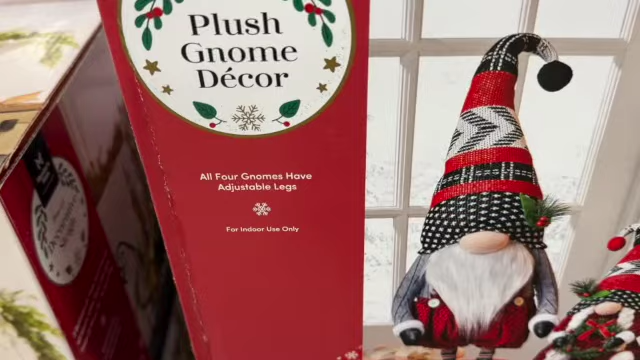 Plush
Gnome
Décor
All Four Gnomes Have
Adjustable Legs
For Indoor Use Only